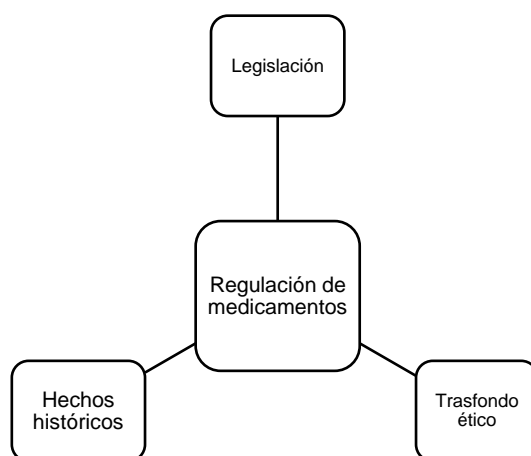 Legislación
Regulación de
medicamentos
Hechos
históricos
Trasfondo
ético